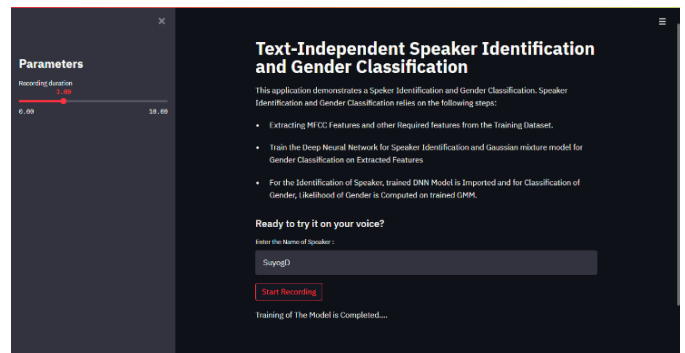 Parameters
Recording duration
3.00
0.00 10.00
Text-Independent Speaker Identification
and Gender Classification
This application demonstrates a Speker Identification and Gender Classification. Speaker
Identification and Gender Classification relies on the following steps:
• Extracting MFCC Features and other Required features from the Training Dataset.
• Train the Deep Neural Network for Speaker Identification and Gaussian mixture model for
Gender Classification on Extracted Features
• For the Identification of Speaker, trained DNN Model is Imported and for Classification of
Gender, Likelihood of Gender is Computed on trained GMM.
Ready to try it on your voice?
Enter the Name of Speaker :
SuyogD
Start Recording
Training of The Model is Completed....